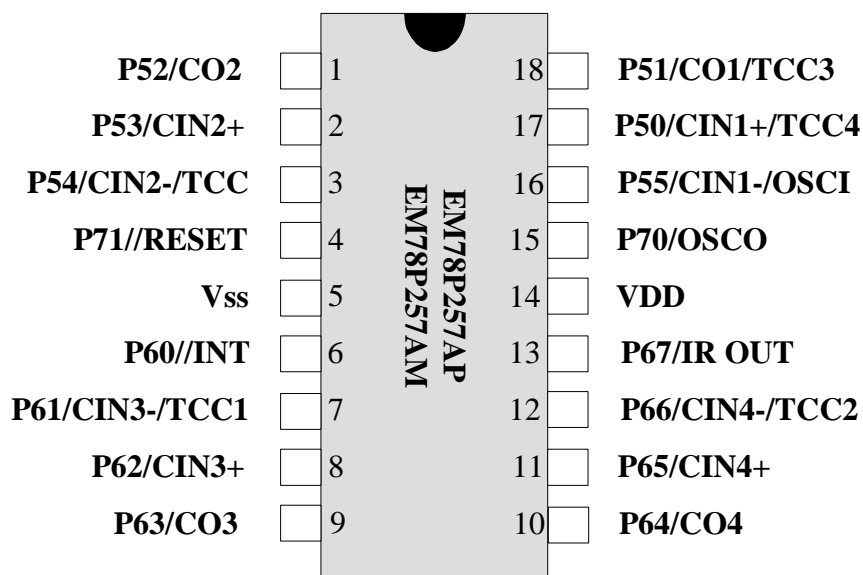 P52/CO2 1 18 P51/CO1/TCC3
P53/CIN2+ 2 17 P50/CIN1+/TCC4
P54/CIN2-/TCC 3 16 P55/CIN1-/OSCI
P71//RESET 4 15 P70/OSCO
Vss 5 14 VDD
P60//INT 6 13 P67/IR OUT
P61/CIN3-/TCC1 7 12 P66/CIN4-/TCC2
P62/CIN3+ 8 11 P65/CIN4+
P63/CO3 9 10 P64/CO4
EM78P257AP
EM78P257AM